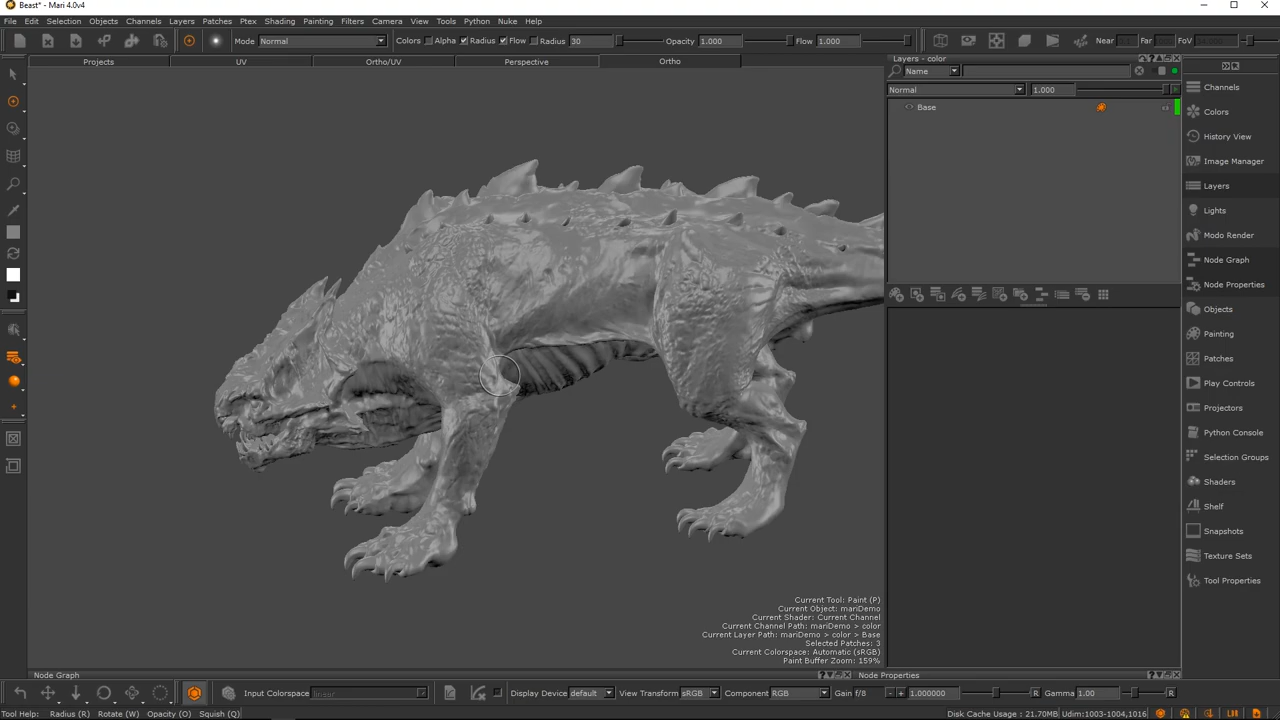 Beast* - Mari 4.0v4
File Edit Selection Objects Channels Layers Patches Ptex Shading Painting Filters Camera View Tools Python Nuke Help
Mode Normal Colors Alpha Radius Flow Radius 30 Opacity 1.000 Flow 1.000 Near 0.1 Far FoV
Projects UV Ortho/UV Perspective Ortho
Layers - color
Name
Normal 1.000
Base
Channels
Colors
History View
Image Manager
Layers
Lights
Modo Render
Node Graph
Node Properties
Objects
Painting
Patches
Play Controls
Projectors
Python Console
Selection Groups
Shaders
Shelf
Snapshots
Texture Sets
Tool Properties
Current Tool: Paint (P)
Current Object: mariDemo
Current Shader: Current Channel
Current Channel Path: mariDemo > color
Current Layer Path: mariDemo > color > Base
Selected Patches: 3
Current Colorspace: Automatic (sRGB)
Paint Buffer Zoom: 159%
Node Graph
Node Properties
Input Colorspace linear Display Device default View Transform sRGB Component RGB Gain f/8 - + 1.000000 R Gamma 1.00 R
Tool Help: Radius (R) Rotate (W) Opacity (O) Squish (Q) Disk Cache Usage : 21.70MB Udim:1003-1004,1016